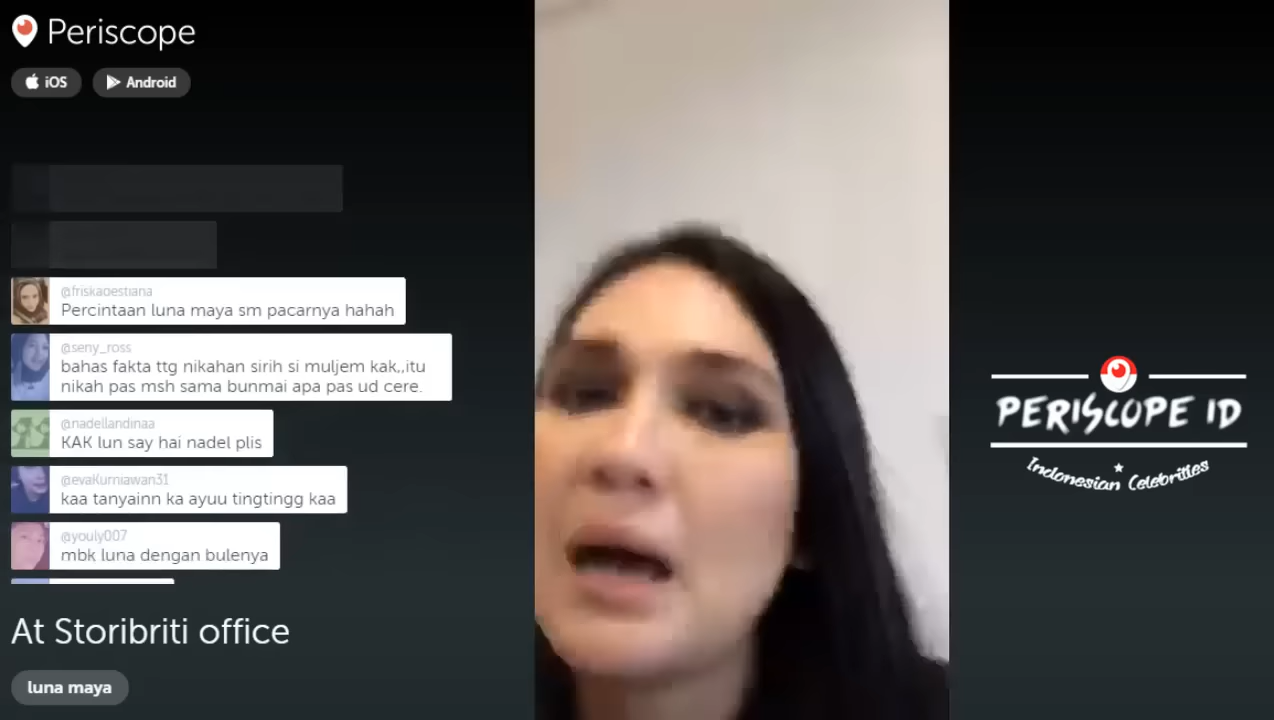 Periscope
iOS
Android
@friskaoestiana
Percintaan luna maya sm pacarnya hahah
@seny_ross
bahas fakta ttg nikahan sirih si muljem kak,,itu
nikah pas msh sama bunmai apa pas ud cere.
@nadellandinaa
KAK lun say hai nadel plis
@evaKurniawan31
kaa tanyainn ka ayuu tingtingg kaa
@youly007
mbk luna dengan bulenya
At Storibriti office
luna maya
PERISCOPE ID
Indonesian Celebrities